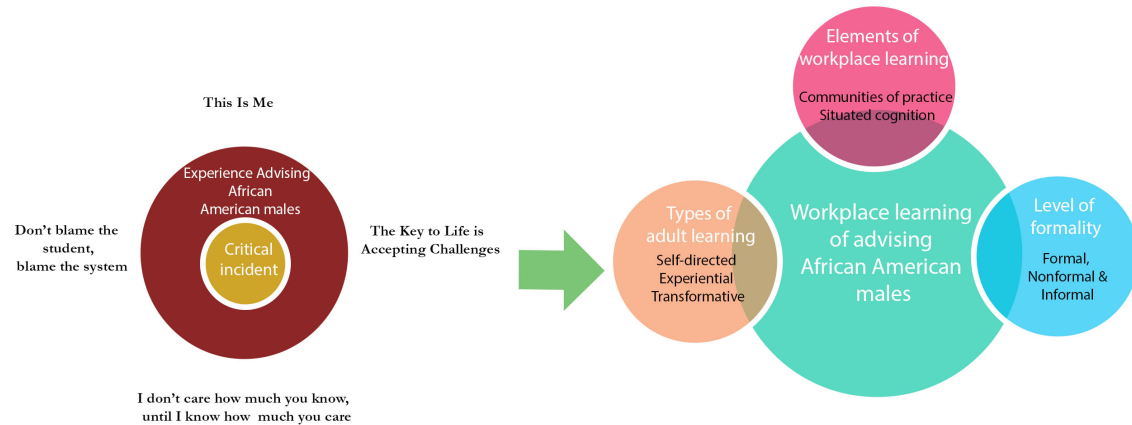 This Is Me
Experience Advising
African
American males
Critical
incident
Don't blame the
student,
blame the system
The Key to Life is
Accepting Challenges
I don't care how much you know,
until I know how much you care
Elements of
workplace learning
Communities of practice
Situated cognition
Types of
adult learning
Self-directed
Experiential
Transformative
Workplace learning
of advising
African American
males
Level of
formality
Formal,
Nonformal &
Informal